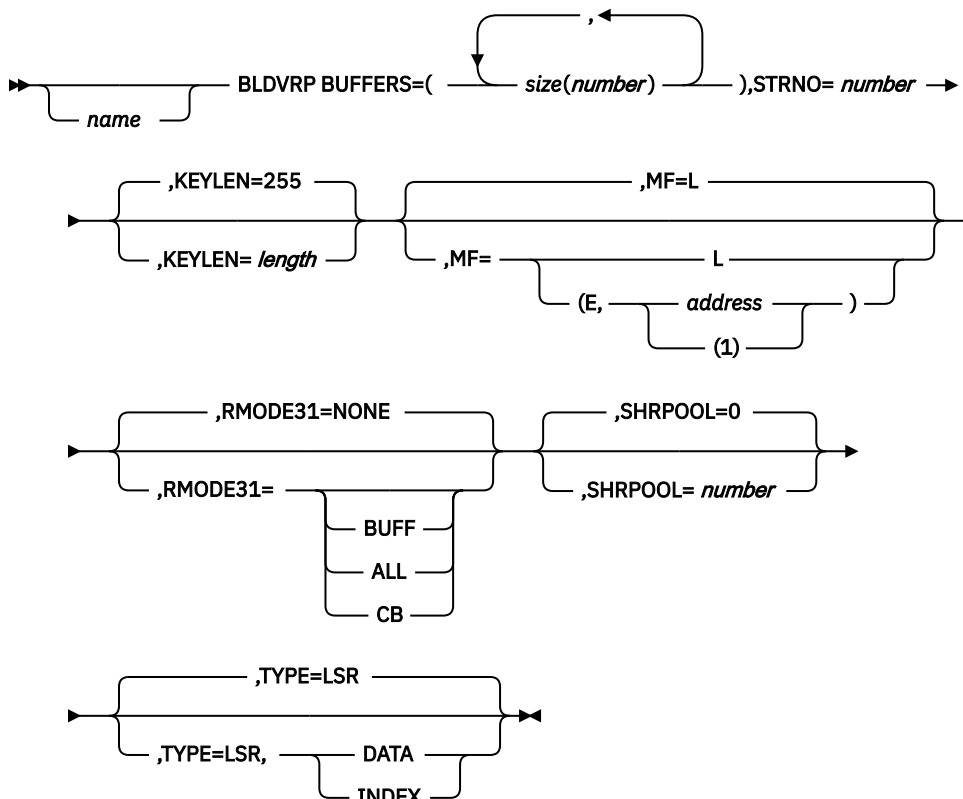 ,
BLDVRP BUFFERS=( size(number) ),STRNO= number
name
,KEYLEN=255 ,MF=L
,KEYLEN= length ,MF= L
(E, address )
(1)
,RMODE31=NONE ,SHRPOOL=0
,RMODE31= ,SHRPOOL= number
BUFF
ALL
CB
,TYPE=LSR
,TYPE=LSR, DATA
INDEX